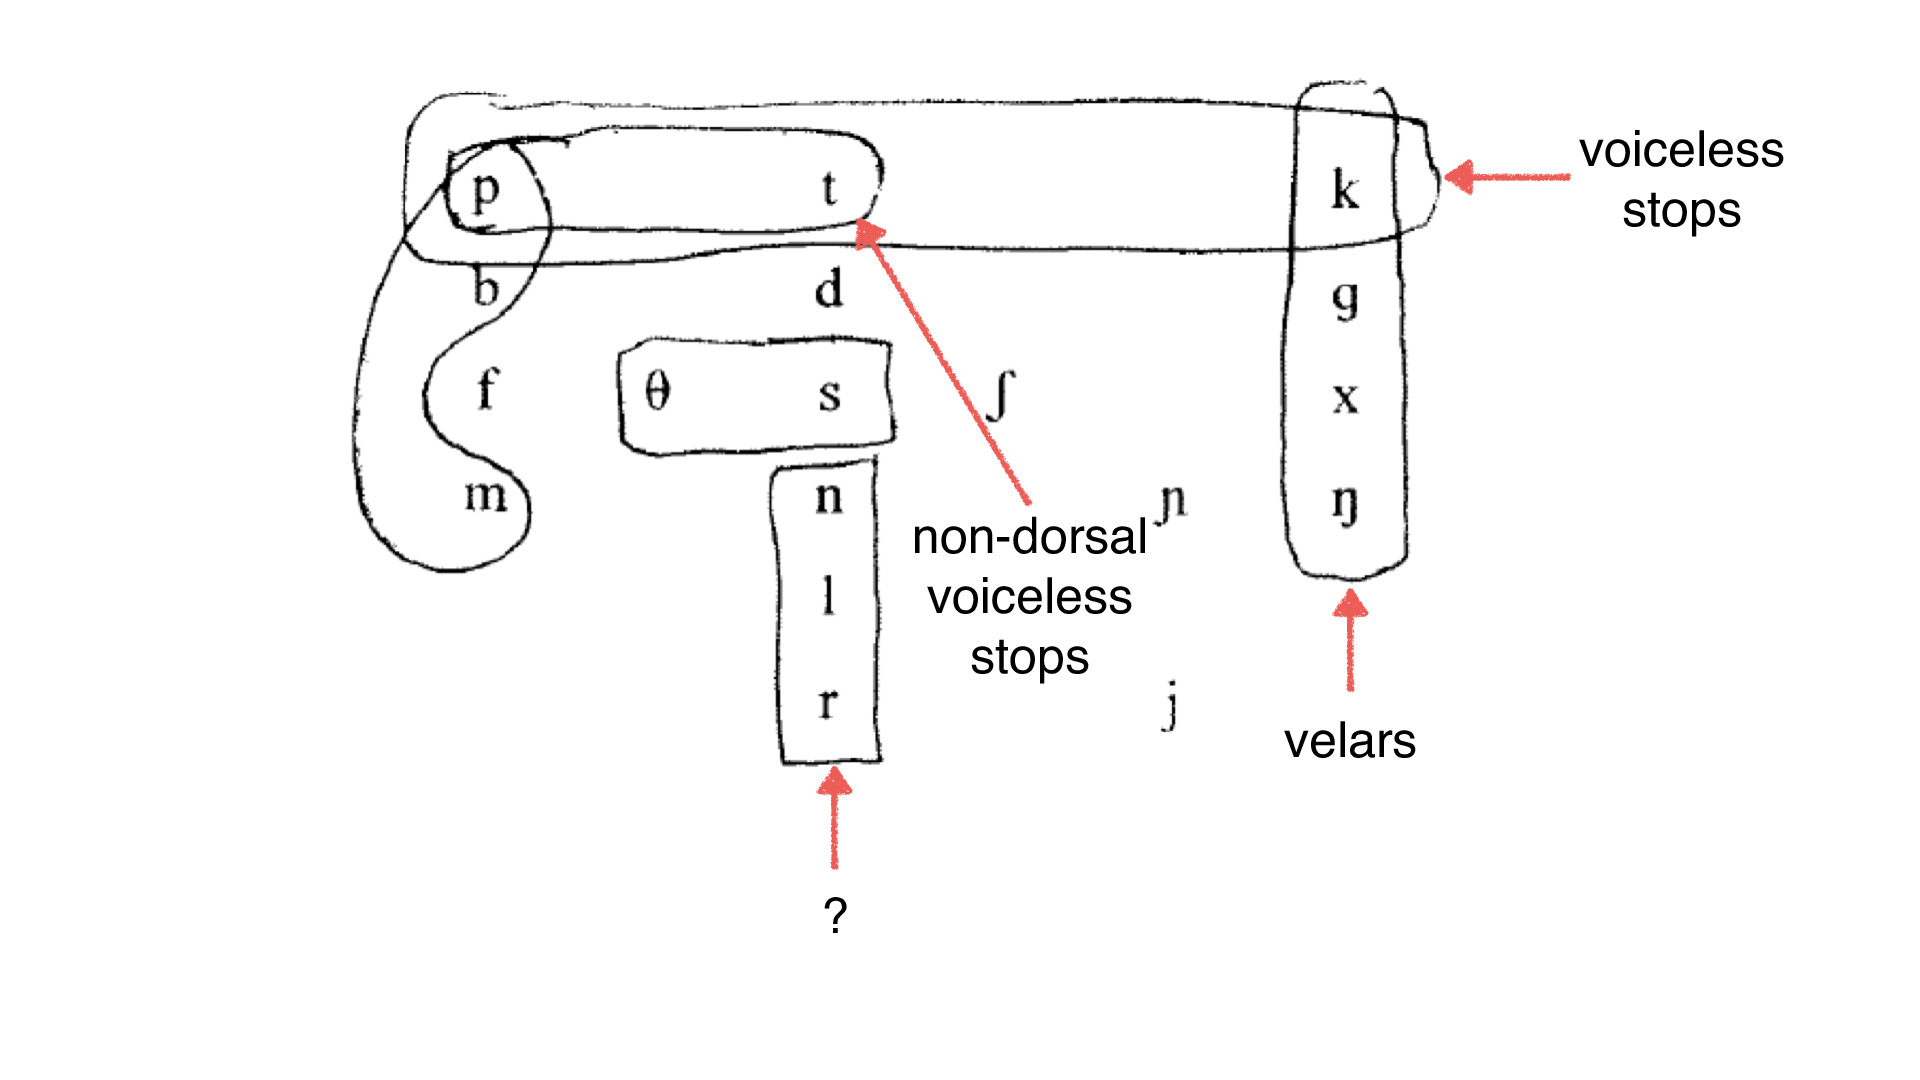 p t k
voiceless
stops
b d g
f θ s ʃ x
m n ɲ ŋ
non-dorsal
voiceless
stops
l
r j
velars
?